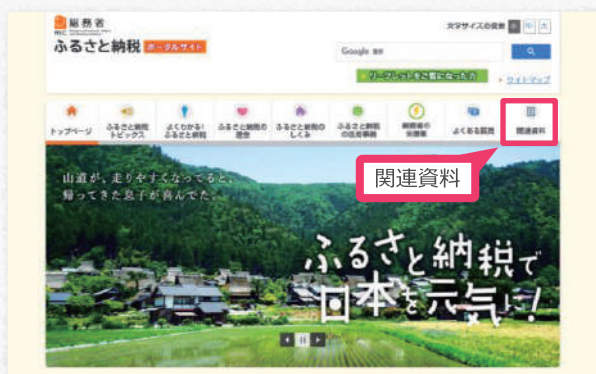 総務省
ふるさと納税 ポータルサイト
文字サイズの変更 小 中 大
Google
リーフレットをご覧になった方
サイトマップ
トップページ
ふるさと納税トピックス
よくわかる!ふるさと納税
ふるさと納税の理念
ふるさと納税のしくみ
ふるさと納税の活用事例
よくある質問
関連資料
関連資料
山道が、走りやすくなってると、
帰ってきた息子が喜んでた。
ふるさと納税で
日本を元気に!